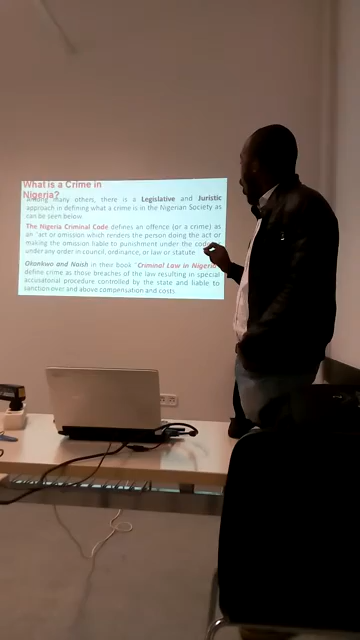 What is a Crime in
Nigeria?
Among many others, there is a Legislative and Juristic
approach in defining what a crime is in the Nigerian Society as
can be seen below.
The Nigeria Criminal Code defines an offence (or a crime) as
an "act or omission which renders the person doing the act or
making the omission liable to punishment under the code,
under any order in council, ordinance, or law or statute
Okonkwo and Naish in their book "Criminal Law in Nigeria"
define crime as those breaches of the law resulting in special
accusatorial procedure controlled by the state and liable to
sanction over and above compensation and costs